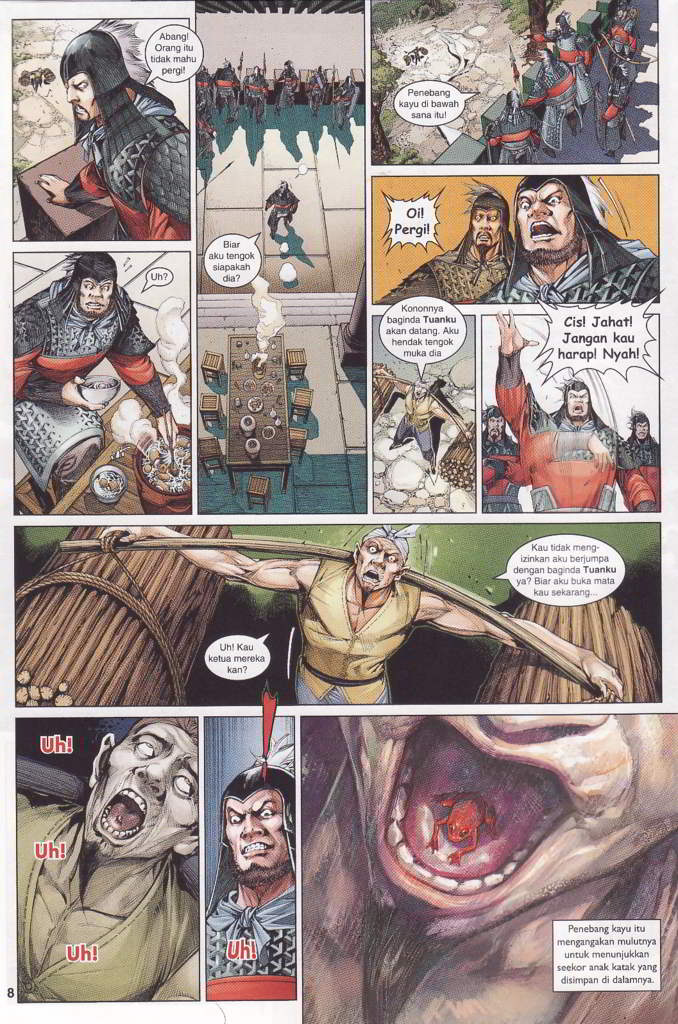 Abang!
Orang itu
tidak mahu
pergi!
Uh?
Biar
aku tengok
siapakah
dia?
Penebang
kayu di bawah
sana itu!
Oi!
Pergi!
Kononnya
baginda Tuanku
akan datang. Aku
hendak tengok
muka dia
Cis! Jahat!
Jangan kau
harap! Nyah!
Kau tidak meng-
izinkan aku berjumpa
dengan baginda Tuanku
ya? Biar aku buka mata
kau sekarang...
Uh! Kau
ketua mereka
kan?
Uh!
Uh!
Uh!
!
Uh!
Penebang kayu itu
mengangakan mulutnya
untuk menunjukkan
seekor anak katak yang
disimpan di dalamnya.
8